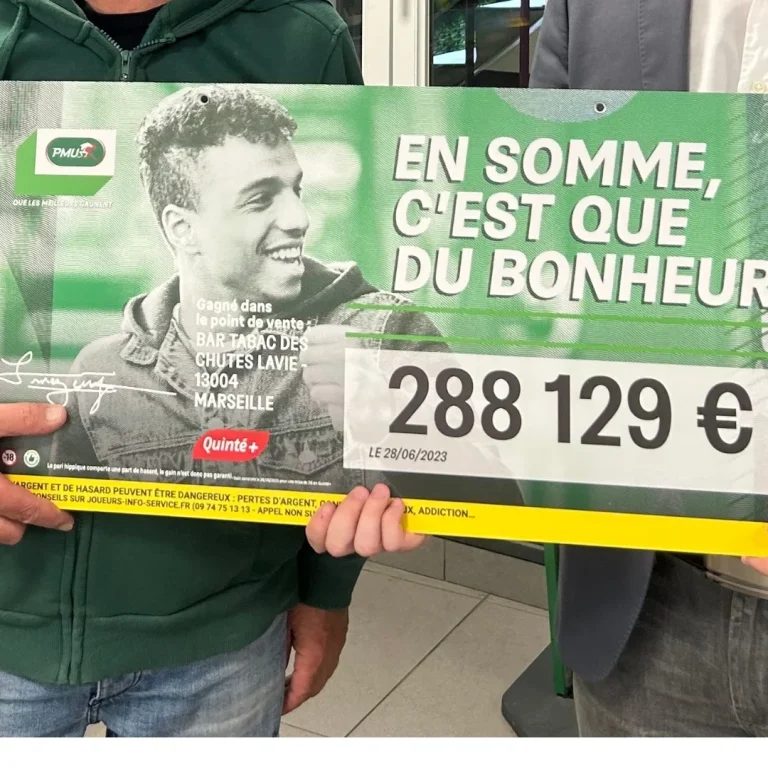 PMU
QUE LES MEILLEURS GAGNENT
EN SOMME,
C'EST QUE
DU BONHEUR
Gagné dans
le point de vente :
BAR TABAC DES
CHUTES LAVIE -
13004
MARSEILLE
Quinté+
288 129 €
LE 28/06/2023
-18
Le pari hippique comporte une part de hasard, le gain n'est donc pas garanti.
ARGENT ET DE HASARD PEUVENT ÊTRE DANGEREUX : PERTES D'ARGENT, UX, ADDICTION...
ONSEILS SUR JOUEURS-INFO-SERVICE.FR (09 74 75 13 13 - APPEL NON SU